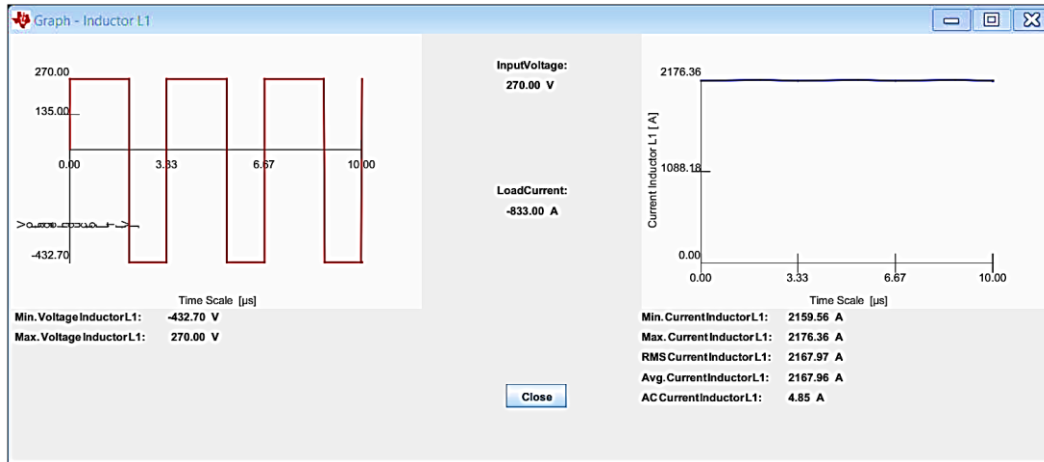 Graph - Inductor L1
270.00
135.00
0.00
3.33
6.67
10.00
-432.70
Time Scale [µs]
Min. Voltage Inductor L1: -432.70 V
Max. Voltage Inductor L1: 270.00 V
InputVoltage:
270.00 V
LoadCurrent:
-833.00 A
Close
2176.36
Current Inductor L1 [ A]
1088.18
0.00
0.00
3.33
6.67
10.00
Time Scale [µs]
Min. Current Inductor L1: 2159.56 A
Max. Current Inductor L1: 2176.36 A
RMS Current Inductor L1: 2167.97 A
Avg. Current Inductor L1: 2167.96 A
AC Current Inductor L1: 4.85 A